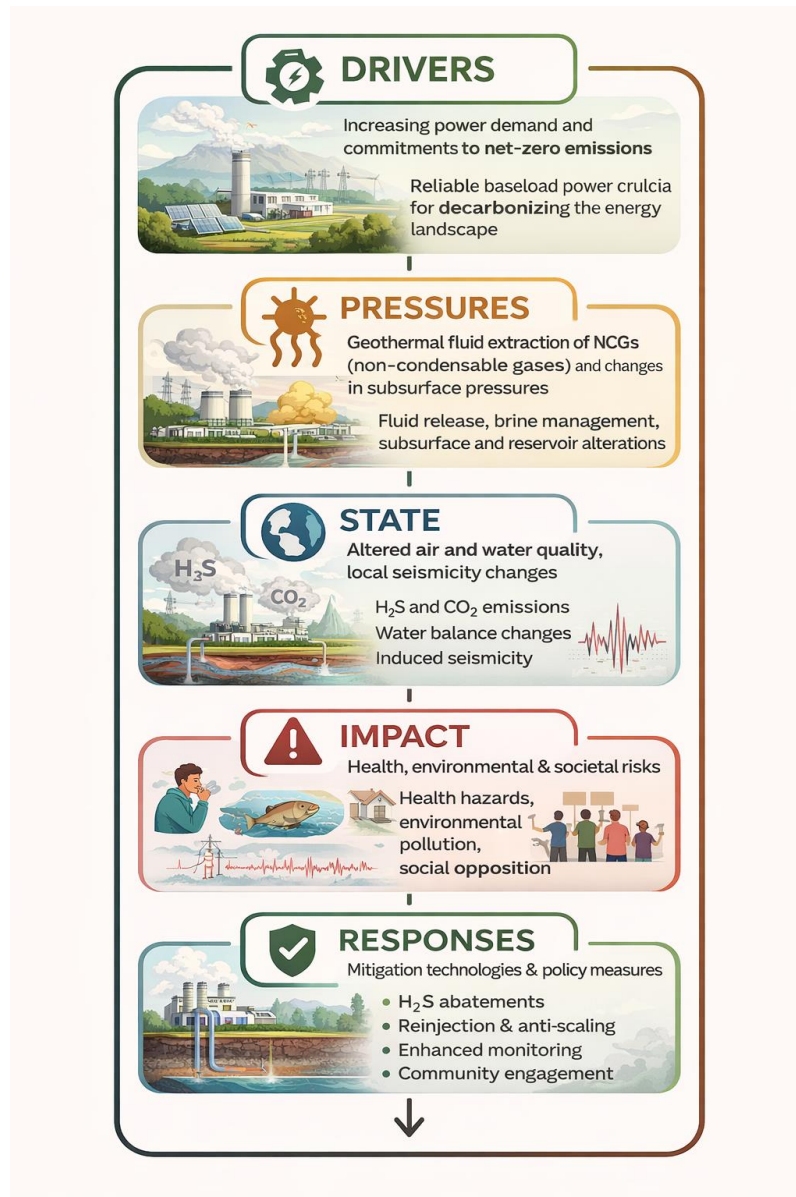 DRIVERS
Increasing power demand and
commitments to net-zero emissions
Reliable baseload power crulcia
for decarbonizing the energy
landscape
PRESSURES
Geothermal fluid extraction of NCGs
(non-condensable gases) and changes
in subsurface pressures
Fluid release, brine management,
subsurface and reservoir alterations
STATE
Altered air and water quality,
local seismicity changes
H₃S
CO₂
H₂S and CO₂ emissions
Water balance changes
Induced seismicity
IMPACT
Health, environmental & societal risks
Health hazards,
environmental
pollution,
social opposition
RESPONSES
Mitigation technologies & policy measures
• H₂S abatements
• Reinjection & anti-scaling
• Enhanced monitoring
• Community engagement